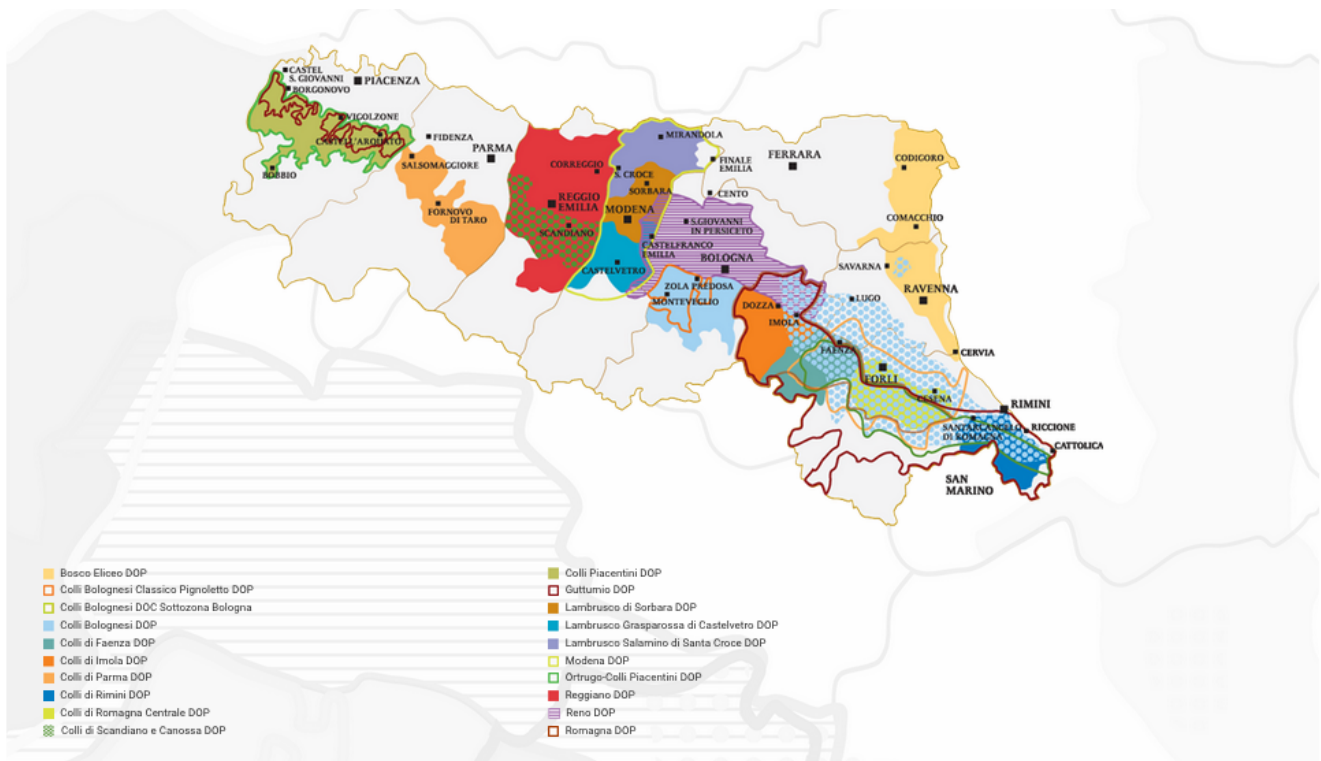 CASTEL
S. GIOVANNI
PIACENZA
BORGONOVO
VIGOLZONE
CASTELL'ARQUATO
BOBBIO
FIDENZA
SALSOMAGGIORE
PARMA
FORNOVO
DI TARO
CORREGGIO
REGGIO
EMILIA
SCANDIANO
MIRANDOLA
S. CROCE
SORBARA
MODENA
FINALE
EMILIA
CENTO
CASTELFRANCO
EMILIA
CASTELVETRO
S.GIOVANNI
IN PERSICETO
BOLOGNA
ZOLA PREDOSA
MONTEVEGLIO
FERRARA
CODIGORO
COMACCHIO
SAVARNA
RAVENNA
LUGO
DOZZA
IMOLA
FAENZA
CERVIA
FORLI
CESENA
RIMINI
SANTARCANGELO
DI ROMAGNA
RICCIONE
CATTOLICA
SAN
MARINO
Bosco Eliceo DOP
Colli Bolognesi Classico Pignoletto DOP
Colli Bolognesi DOC Sottozona Bologna
Colli Bolognesi DOP
Colli di Faenza DOP
Colli di Imola DOP
Colli di Parma DOP
Colli di Rimini DOP
Colli di Romagna Centrale DOP
Colli di Scandiano e Canossa DOP
Colli Piacentini DOP
Gutturnio DOP
Lambrusco di Sorbara DOP
Lambrusco Grasparossa di Castelvetro DOP
Lambrusco Salamino di Santa Croce DOP
Modena DOP
Ortrugo-Colli Piacentini DOP
Reggiano DOP
Reno DOP
Romagna DOP